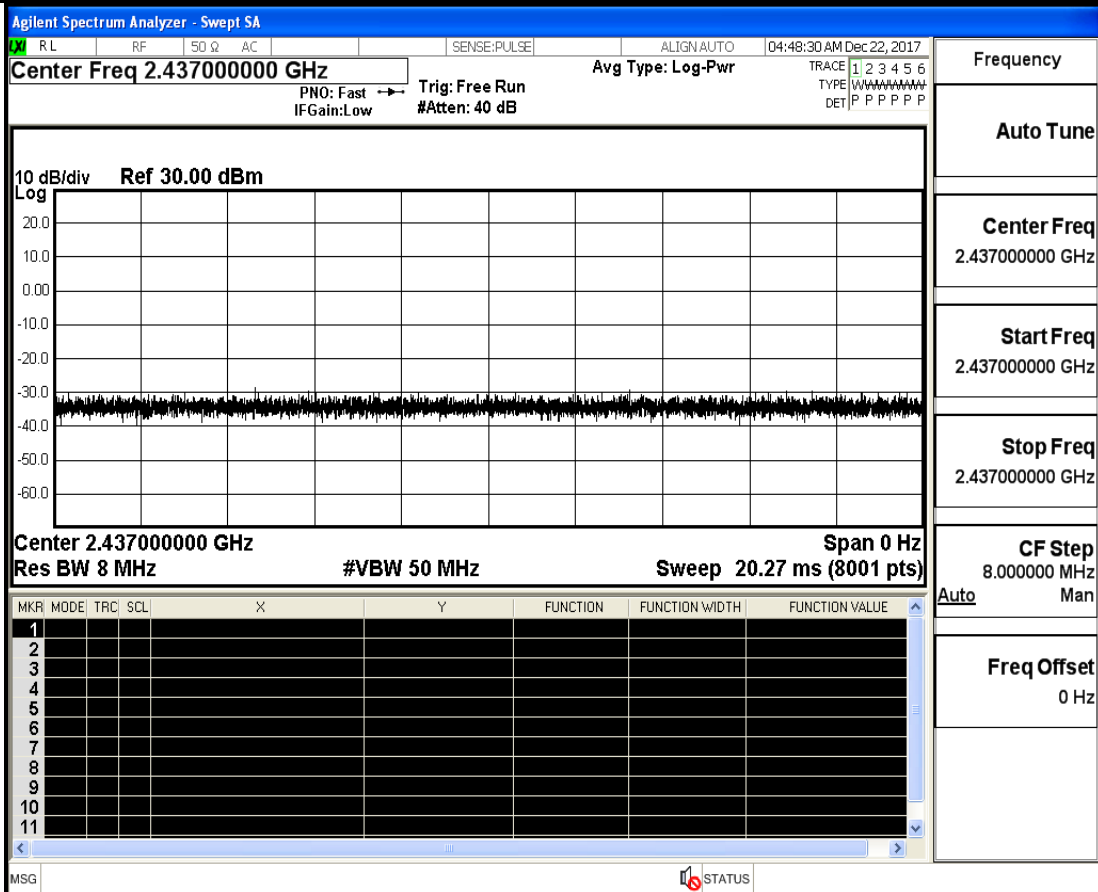 Agilent Spectrum Analyzer - Swept SA
LXI RL RF 50 Ω AC SENSE:PULSE ALIGN AUTO 04:48:30 AM Dec 22, 2017
Center Freq 2.437000000 GHz
PNO: Fast
IFGain:Low
Trig: Free Run
#Atten: 40 dB
Avg Type: Log-Pwr
TRACE 1 2 3 4 5 6
TYPE WWWWWW
DET P P P P P P
10 dB/div Ref 30.00 dBm
Log
20.0
10.0
0.00
-10.0
-20.0
-30.0
-40.0
-50.0
-60.0
Center 2.437000000 GHz Span 0 Hz
Res BW 8 MHz #VBW 50 MHz Sweep 20.27 ms (8001 pts)
MKR MODE TRC SCL X Y FUNCTION FUNCTION WIDTH FUNCTION VALUE
1
2
3
4
5
6
7
8
9
10
11
MSG STATUS
Frequency
Auto Tune
Center Freq
2.437000000 GHz
Start Freq
2.437000000 GHz
Stop Freq
2.437000000 GHz
CF Step
8.000000 MHz
Auto Man
Freq Offset
0 Hz